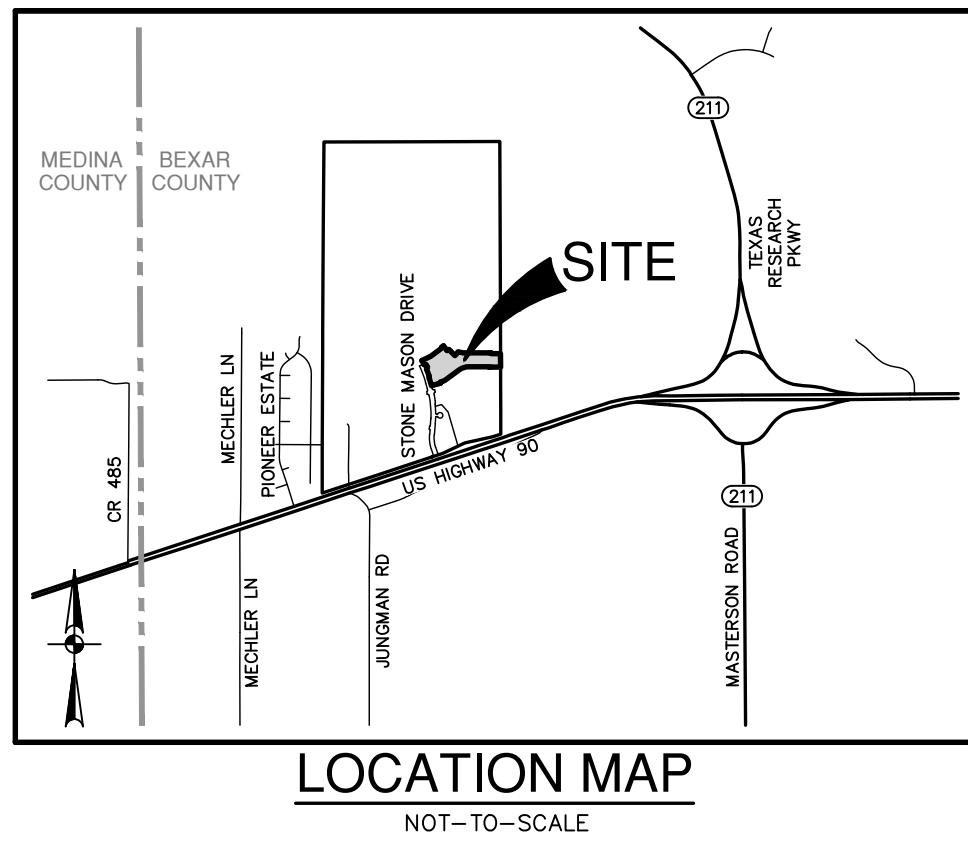 211
MEDINA
COUNTY
BEXAR
COUNTY
TEXAS
RESEARCH
PKWY
SITE
STONE MASON DRIVE
MECHLER LN
PIONEER ESTATE
US HIGHWAY 90
CR 485
211
MECHLER LN
JUNGMAN RD
MASTERSON ROAD
LOCATION MAP
NOT-TO-SCALE